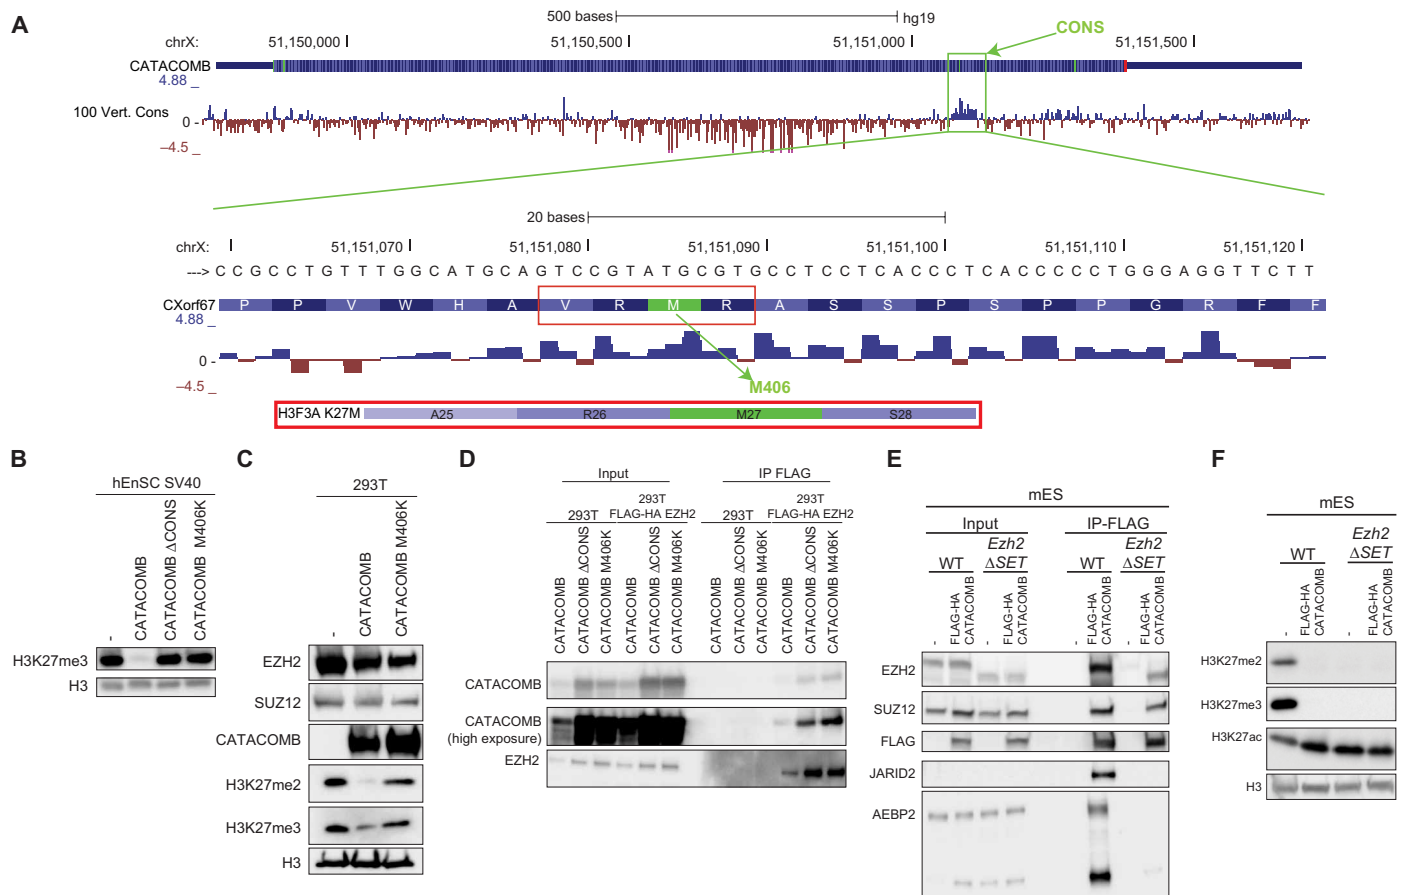 A
500 bases
hg19
chrX:
51,150,000
51,150,500
51,151,000
51,151,500
CONS
CATACOMB
4.88 _
100 Vert. Cons
0 -
–4.5 _
20 bases
chrX:
51,151,070
51,151,080
51,151,090
51,151,100
51,151,110
51,151,120
---> C C G C C T G T T T G G C A T G C A G T C C G T A T G C G T G C C T C C T C A C C C T C A C C C C C T G G G A G G T T C T T
CXorf67 P P V W H A V R M R A S S P S P P G R F F
4.88 _
0 -
–4.5 _
M406
H3F3A K27M A25 R26 M27 S28
B
hEnSC SV40
-
CATACOMB
CATACOMB ΔCONS
CATACOMB M406K
H3K27me3
H3
C
293T
-
CATACOMB
CATACOMB M406K
EZH2
SUZ12
CATACOMB
H3K27me2
H3K27me3
H3
D
Input
IP FLAG
293T
293T
FLAG-HA EZH2
293T
293T
FLAG-HA EZH2
CATACOMB
CATACOMB ΔCONS
CATACOMB M406K
CATACOMB
CATACOMB ΔCONS
CATACOMB M406K
CATACOMB
CATACOMB ΔCONS
CATACOMB M406K
CATACOMB
CATACOMB ΔCONS
CATACOMB M406K
CATACOMB
CATACOMB
(high exposure)
EZH2
E
mES
Input
IP-FLAG
WT
Ezh2
ΔSET
WT
Ezh2
ΔSET
-
FLAG-HA
CATACOMB
-
FLAG-HA
CATACOMB
-
FLAG-HA
CATACOMB
-
FLAG-HA
CATACOMB
EZH2
SUZ12
FLAG
JARID2
AEBP2
F
mES
WT
Ezh2
ΔSET
-
FLAG-HA
CATACOMB
-
FLAG-HA
CATACOMB
H3K27me2
H3K27me3
H3K27ac
H3